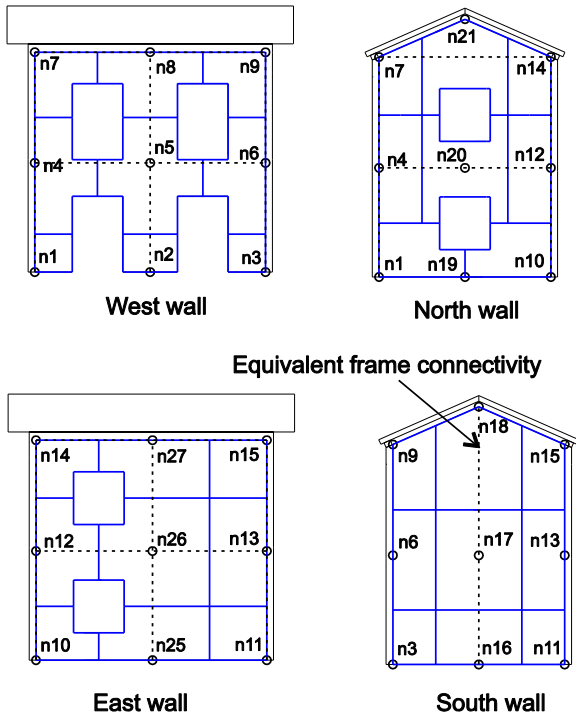 n7 n8 n9
n4 n5 n6
n1 n2 n3
West wall
n21
n7 n14
n4 n20 n12
n1 n19 n10
North wall
Equivalent frame connectivity
n14 n27 n15
n12 n26 n13
n10 n25 n11
East wall
n18
n9 n15
n6 n17 n13
n3 n16 n11
South wall